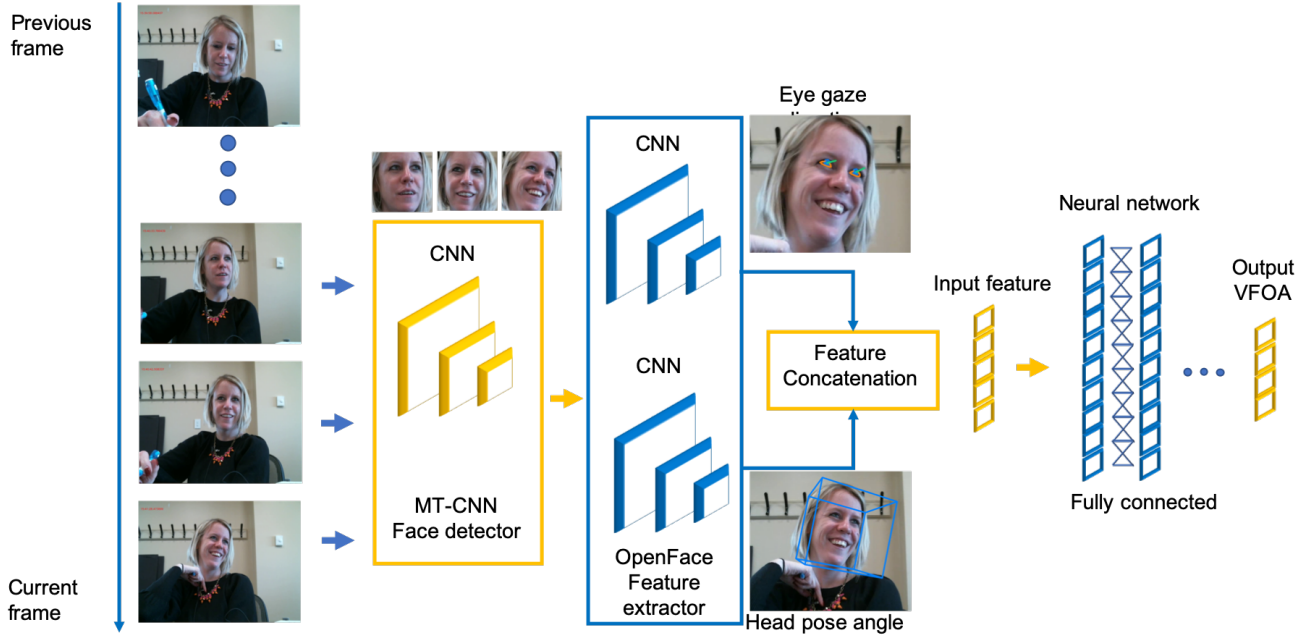 Previous
frame
Current
frame
CNN
MT-CNN
Face detector
CNN
CNN
OpenFace
Feature
extractor
Eye gaze
Head pose angle
Feature
Concatenation
Input feature
Neural network
Fully connected
Output
VFOA